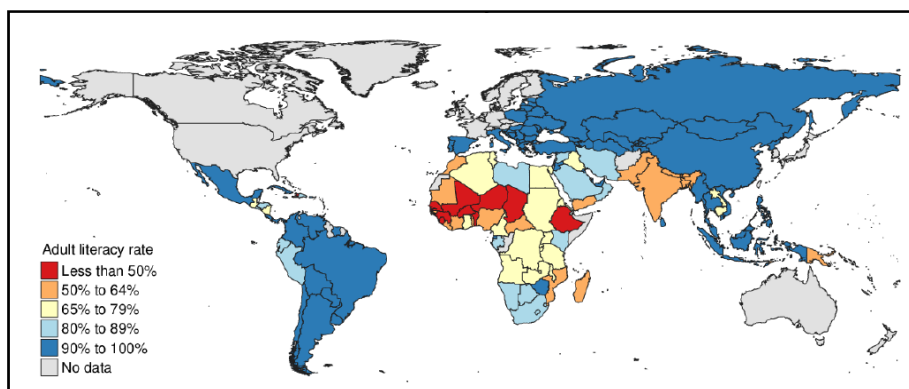 Adult literacy rate
Less than 50%
50% to 64%
65% to 79%
80% to 89%
90% to 100%
No data